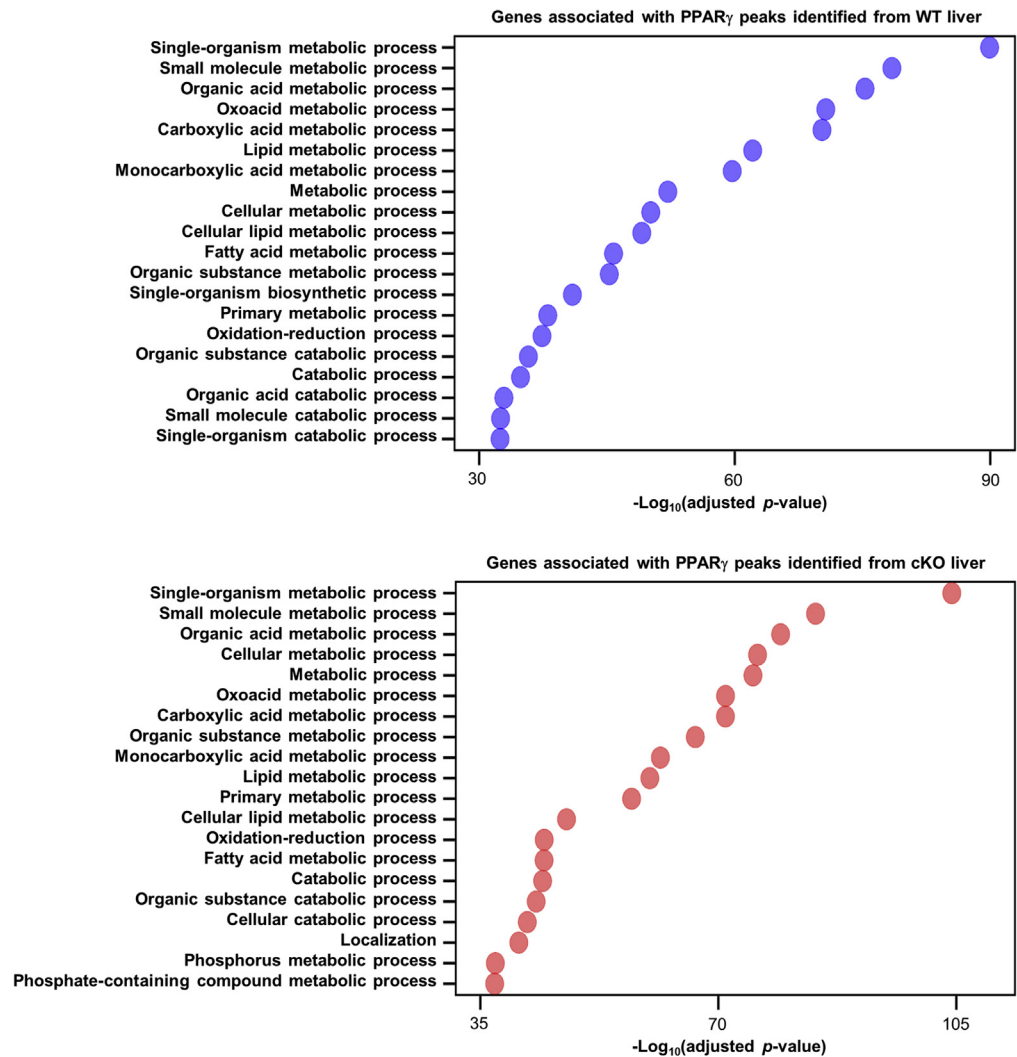 Genes associated with PPARγ peaks identified from WT liver
Single-organism metabolic process
Small molecule metabolic process
Organic acid metabolic process
Oxoacid metabolic process
Carboxylic acid metabolic process
Lipid metabolic process
Monocarboxylic acid metabolic process
Metabolic process
Cellular metabolic process
Cellular lipid metabolic process
Fatty acid metabolic process
Organic substance metabolic process
Single-organism biosynthetic process
Primary metabolic process
Oxidation-reduction process
Organic substance catabolic process
Catabolic process
Organic acid catabolic process
Small molecule catabolic process
Single-organism catabolic process
30 60 90
-Log₁₀(adjusted p-value)
Genes associated with PPARγ peaks identified from cKO liver
Single-organism metabolic process
Small molecule metabolic process
Organic acid metabolic process
Cellular metabolic process
Metabolic process
Oxoacid metabolic process
Carboxylic acid metabolic process
Organic substance metabolic process
Monocarboxylic acid metabolic process
Lipid metabolic process
Primary metabolic process
Cellular lipid metabolic process
Oxidation-reduction process
Fatty acid metabolic process
Catabolic process
Organic substance catabolic process
Cellular catabolic process
Localization
Phosphorus metabolic process
Phosphate-containing compound metabolic process
35 70 105
-Log₁₀(adjusted p-value)